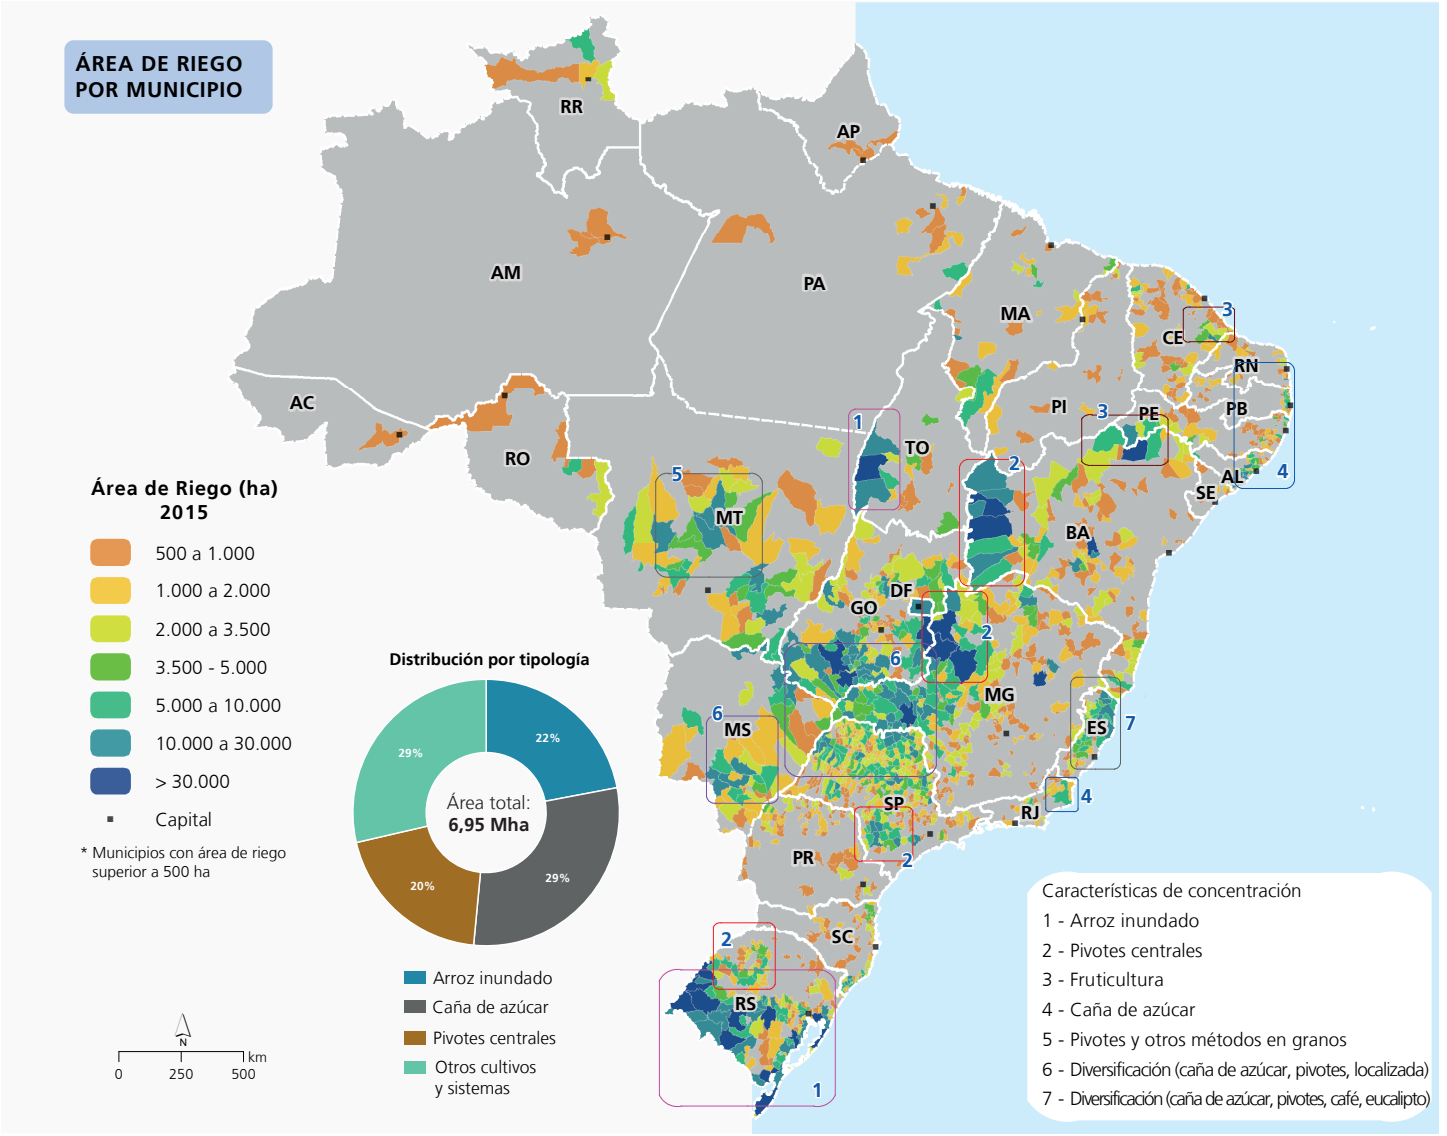 ÁREA DE RIEGO
POR MUNICIPIO
RR
AP
AM
PA
MA
CE
3
RN
PI
3
PE
PB
AC
RO
1
TO
2
4
AL
SE
5
MT
BA
DF
GO
2
6
MG
6
MS
ES
7
4
SP
RJ
PR
2
SC
2
RS
1
Área de Riego (ha)
2015
500 a 1.000
1.000 a 2.000
2.000 a 3.500
3.500 - 5.000
5.000 a 10.000
10.000 a 30.000
> 30.000
Capital
* Municipios con área de riego
superior a 500 ha
Distribución por tipología
29%
22%
Área total:
6,95 Mha
20%
29%
Arroz inundado
Caña de azúcar
Pivotes centrales
Otros cultivos
y sistemas
N
km
0 250 500
Características de concentración
1 - Arroz inundado
2 - Pivotes centrales
3 - Fruticultura
4 - Caña de azúcar
5 - Pivotes y otros métodos en granos
6 - Diversificación (caña de azúcar, pivotes, localizada)
7 - Diversificación (caña de azúcar, pivotes, café, eucalipto)